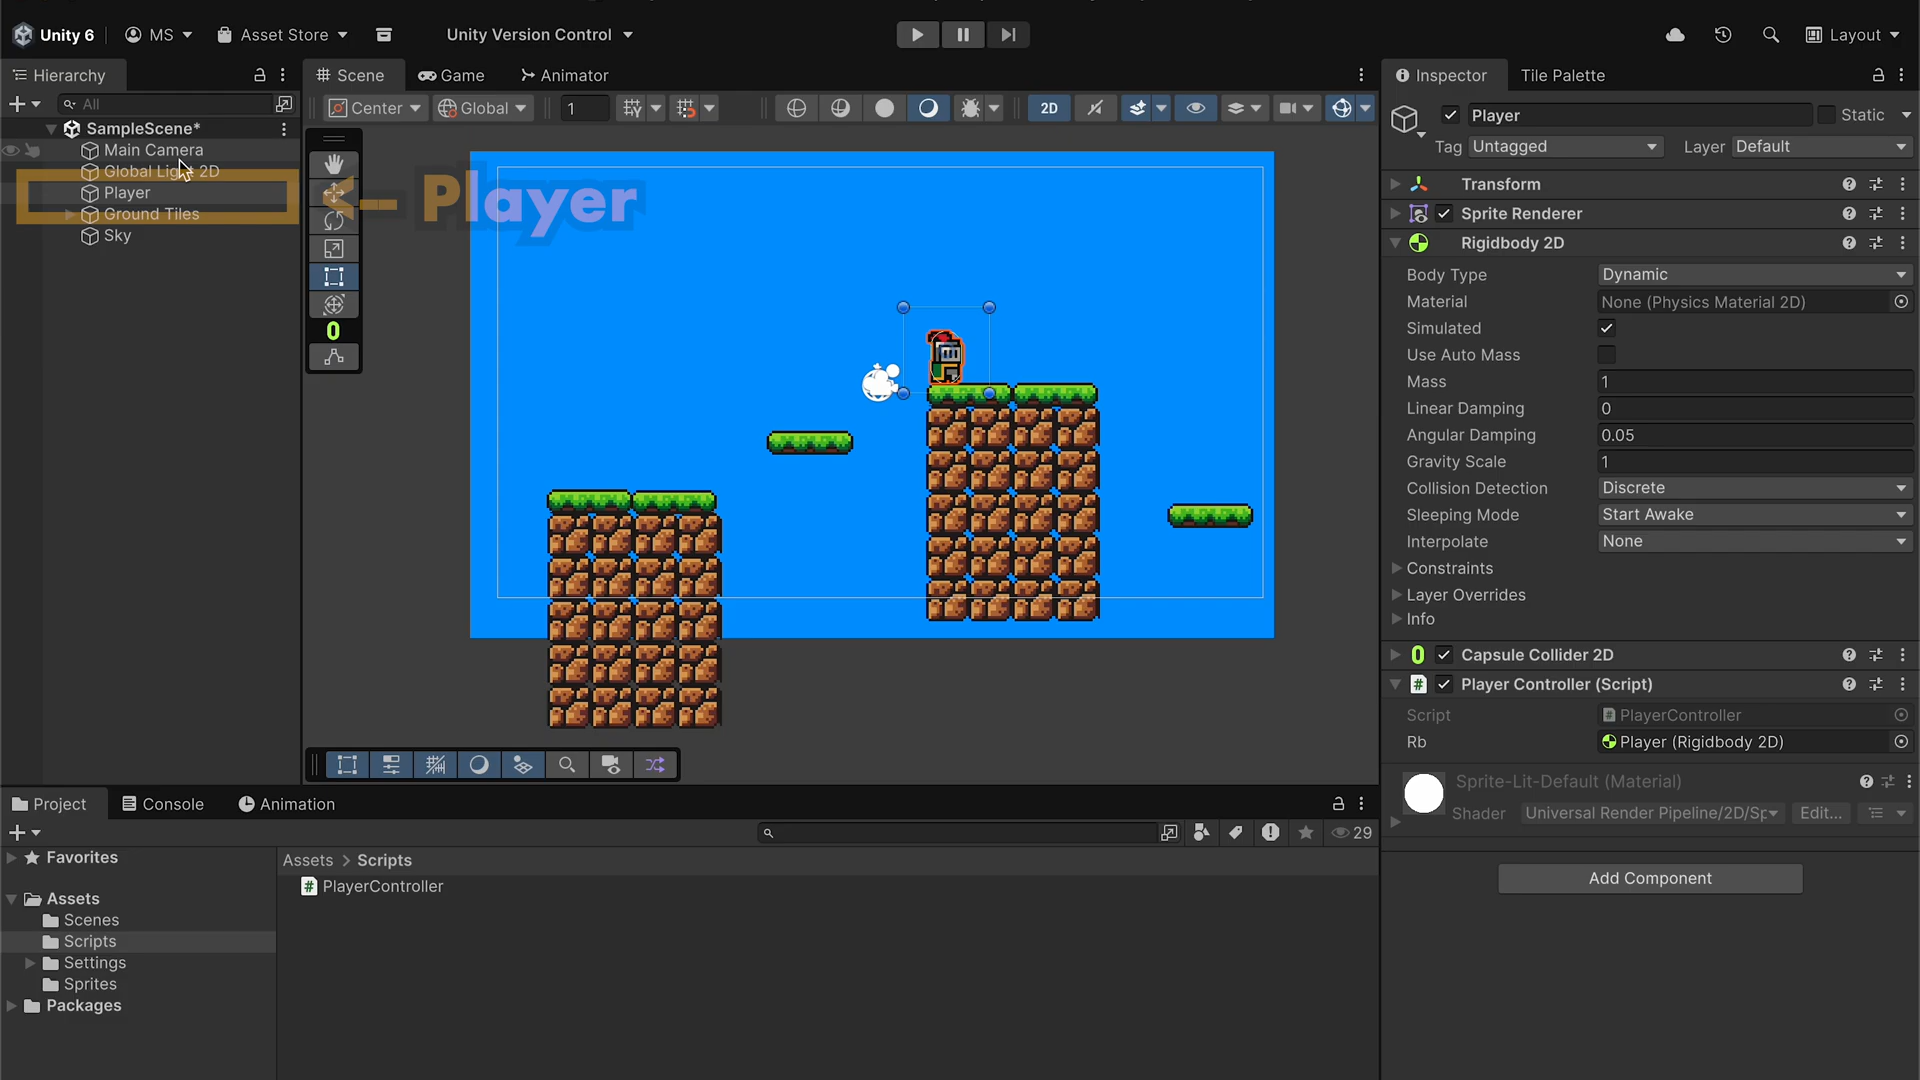 Unity 6 MS Asset Store Unity Version Control Layout
Hierarchy
All
SampleScene*
Main Camera
Global Light 2D
Player
Ground Tiles
Sky
Scene Game Animator
Center Global 1 2D
<- Player
Inspector Tile Palette
Player Static
Tag Untagged Layer Default
Transform
Sprite Renderer
Rigidbody 2D
Body Type Dynamic
Material None (Physics Material 2D)
Simulated
Use Auto Mass
Mass 1
Linear Damping 0
Angular Damping 0.05
Gravity Scale 1
Collision Detection Discrete
Sleeping Mode Start Awake
Interpolate None
Constraints
Layer Overrides
Info
Capsule Collider 2D
# Player Controller (Script)
Script # PlayerController
Rb Player (Rigidbody 2D)
Sprite-Lit-Default (Material)
Shader Universal Render Pipeline/2D/Sp Edit...
Add Component
Project Console Animation
29
Favorites
Assets
Scenes
Scripts
Settings
Sprites
Packages
Assets > Scripts
# PlayerController